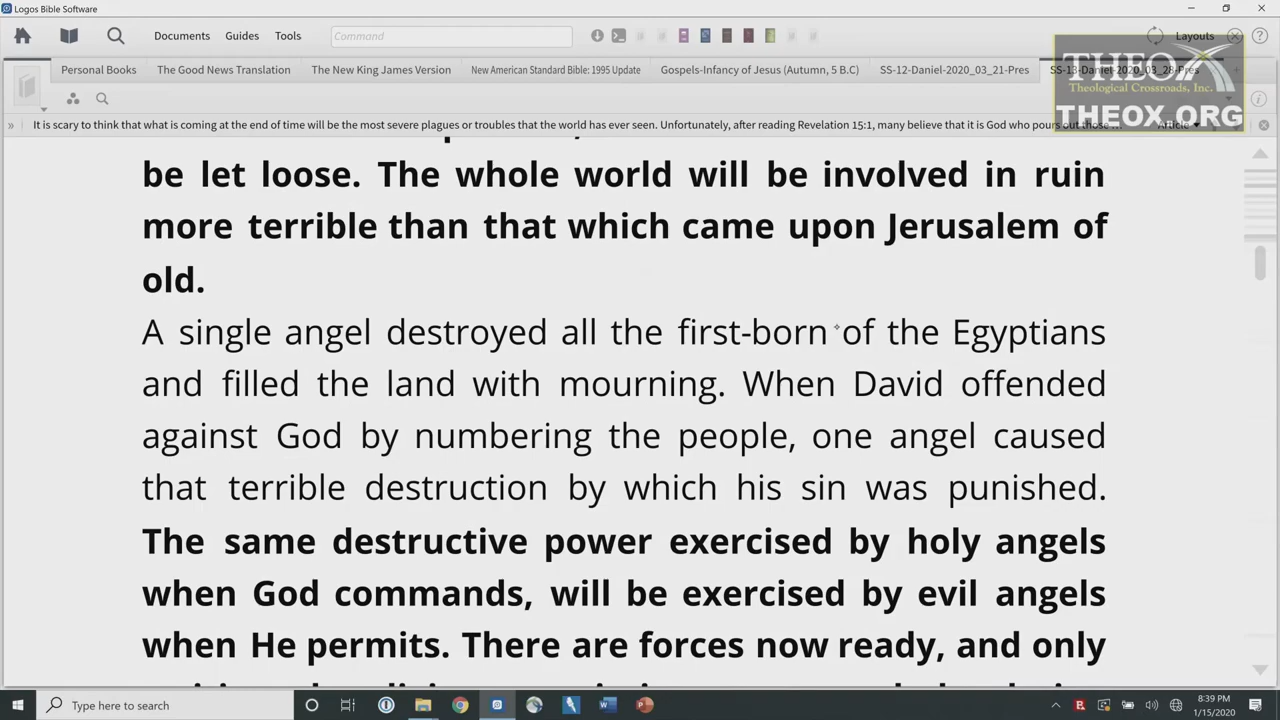 Logos Bible Software
Documents Guides Tools Command Layouts
Personal Books The Good News Translation The New King Jam New American Standard Bible: 1995 Update Gospels-Infancy of Jesus (Autumn, 5 B.C) SS-12-Daniel-2020_03_21-Pres SS-13-Daniel-2020_03_28-Pres
THEOX
Theological Crossroads, Inc.
THEOX.ORG
It is scary to think that what is coming at the end of time will be the last seven plagues or troubles that the world has ever seen. Unfortunately, after reading Revelation 15:1, many believe that it is God who pours out those ... Article
be let loose. The whole world will be involved in ruin
more terrible than that which came upon Jerusalem of
old.
A single angel destroyed all the first-born of the Egyptians
and filled the land with mourning. When David offended
against God by numbering the people, one angel caused
that terrible destruction by which his sin was punished.
The same destructive power exercised by holy angels
when God commands, will be exercised by evil angels
when He permits. There are forces now ready, and only
Type here to search
8:39 PM
1/15/2020